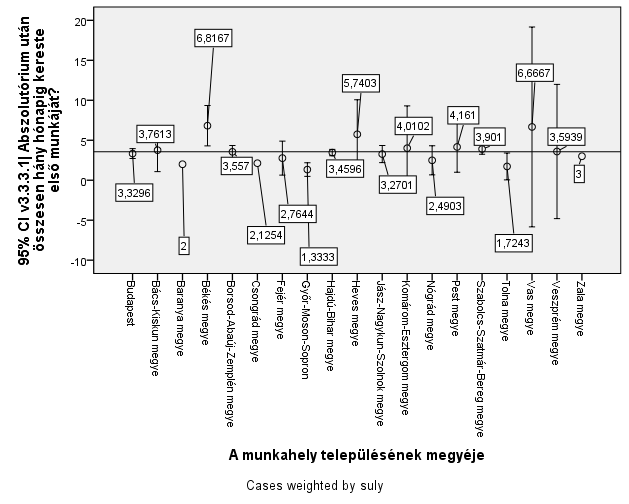 95% CI v3.3.3.1| Abszolutórium után
összesen hány hónapig kereste
első munkáját?
20
15
10
5
0
-5
-10
3,3296
3,7613
2
6,8167
3,557
2,1254
2,7644
1,3333
3,4596
5,7403
3,2701
4,0102
2,4903
4,161
3,901
1,7243
6,6667
3,5939
3
Budapest
Bács-Kiskun megye
Baranya megye
Békés megye
Borsod-Abaúj-Zemplén megye
Csongrád megye
Fejér megye
Győr-Moson-Sopron
Hajdú-Bihar megye
Heves megye
Jász-Nagykun-Szolnok megye
Komárom-Esztergom megye
Nógrád megye
Pest megye
Szabolcs-Szatmár-Bereg megye
Tolna megye
Vas megye
Veszprém megye
Zala megye
A munkahely településének megyéje
Cases weighted by suly